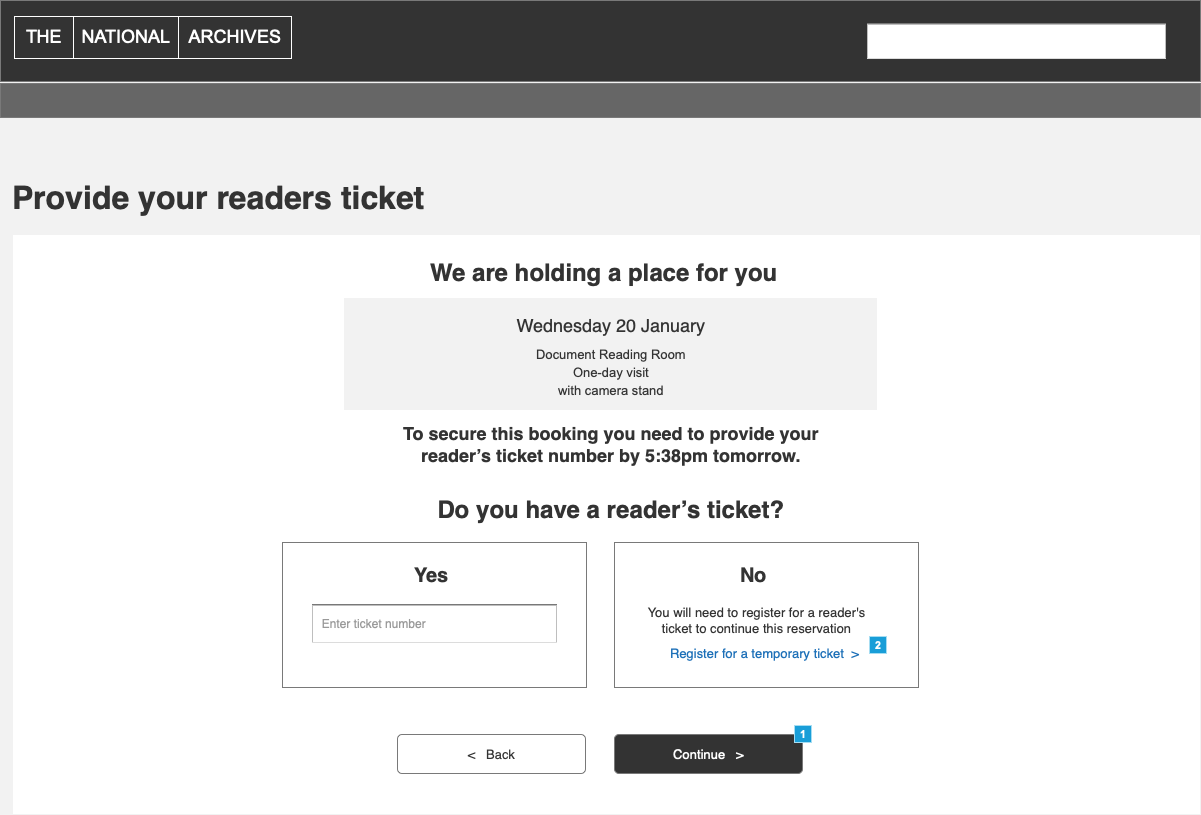 THE NATIONAL ARCHIVES
Provide your readers ticket
We are holding a place for you
Wednesday 20 January
Document Reading Room
One-day visit
with camera stand
To secure this booking you need to provide your
reader’s ticket number by 5:38pm tomorrow.
Do you have a reader’s ticket?
Yes
Enter ticket number
No
You will need to register for a reader's
ticket to continue this reservation
Register for a temporary ticket >
2
< Back
Continue >
1